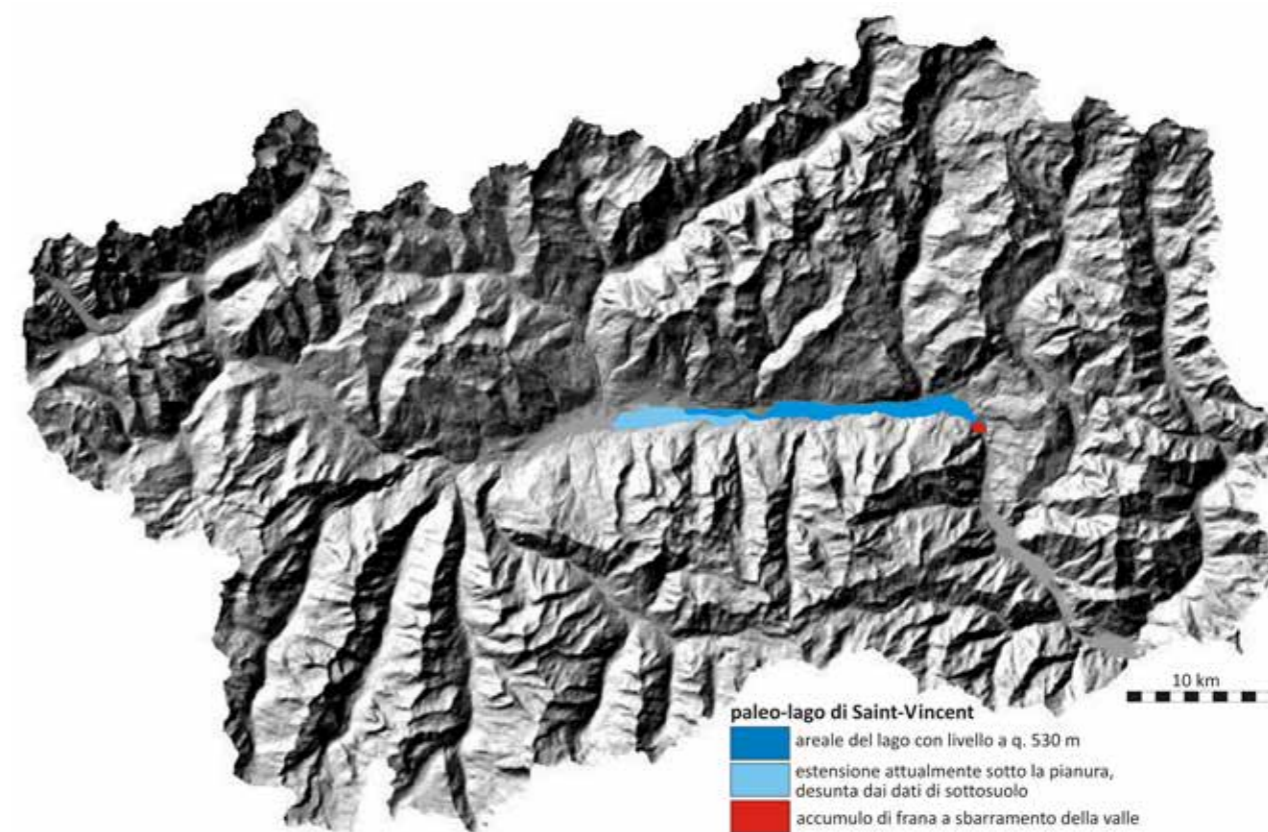 10 km
paleo-lago di Saint-Vincent
areale del lago con livello a q. 530 m
estensione attualmente sotto la pianura,
desunta dai dati di sottosuolo
accumulo di frana a sbarramento della valle